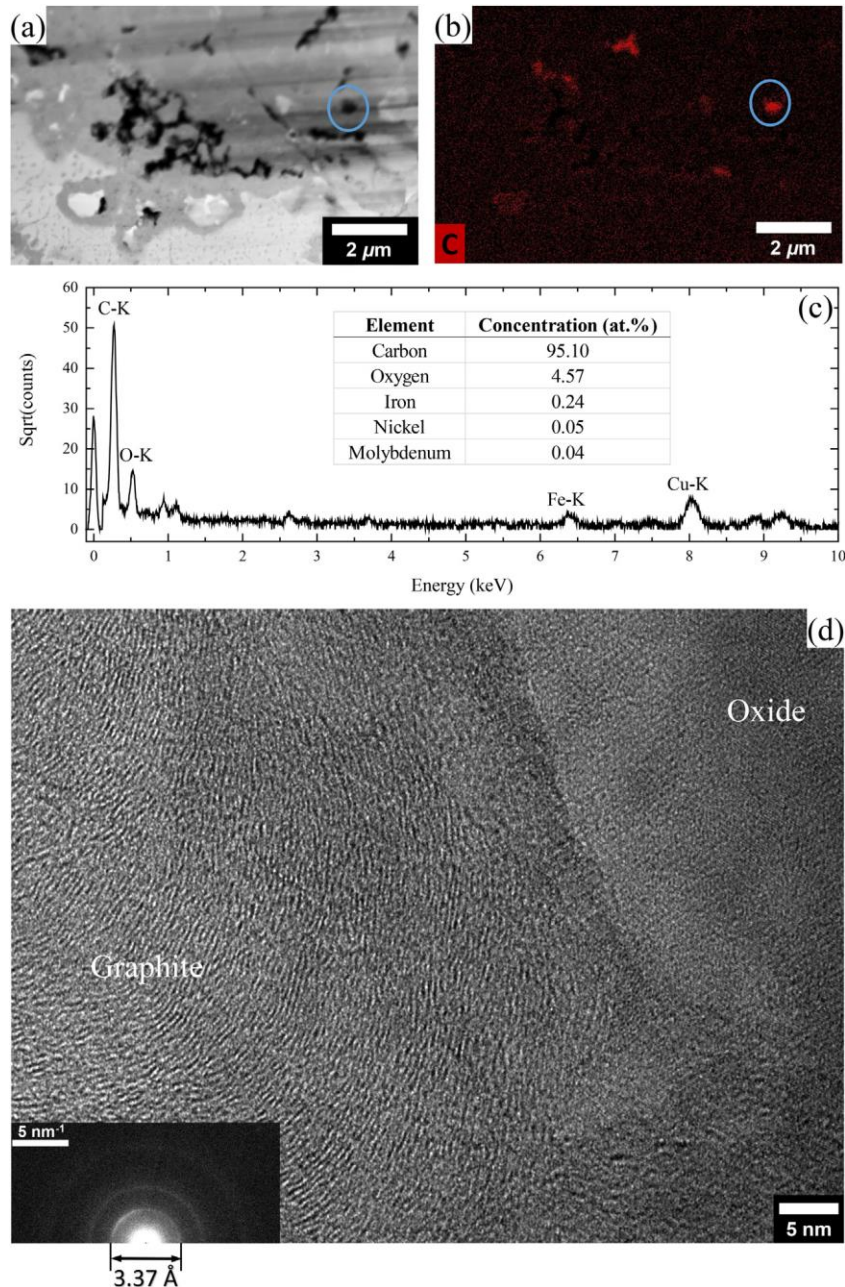 (a)
2 µm
(b)
C
2 µm
(c)
Sqrt(counts)
60
50
40
30
20
10
0
C-K
O-K
Fe-K
Cu-K
Element Concentration (at.%)
Carbon 95.10
Oxygen 4.57
Iron 0.24
Nickel 0.05
Molybdenum 0.04
0 1 2 3 4 5 6 7 8 9 10
Energy (keV)
(d)
Oxide
Graphite
5 nm⁻¹
5 nm
3.37 Å